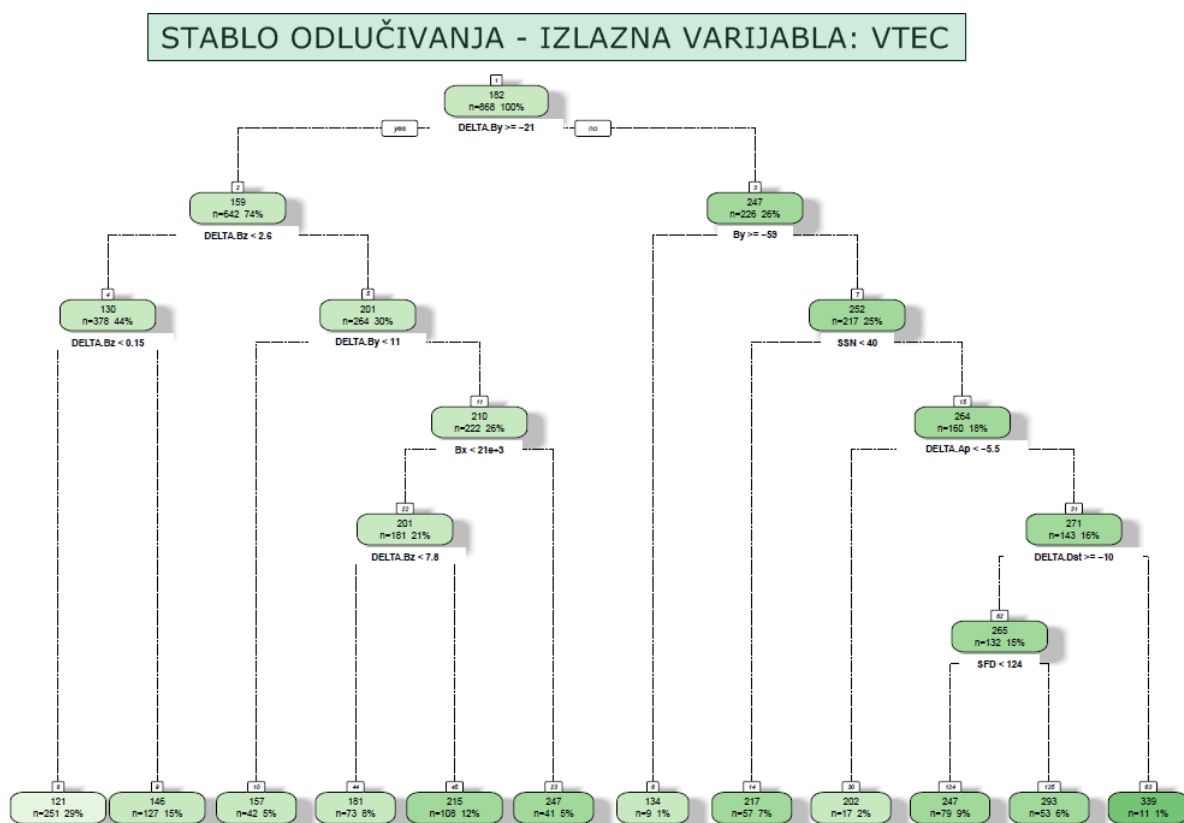 STABLO ODLUČIVANJA - IZLAZNA VARIJABLA: VTEC
1
182
n=868 100%
yes DELTA.By >= −21 no
2
159
n=642 74%
DELTA.Bz < 2.6
3
247
n=226 26%
By >= −59
4
130
n=378 44%
DELTA.Bz < 0.15
5
201
n=264 30%
DELTA.By < 11
7
252
n=217 25%
SSN < 40
11
210
n=222 26%
Bx < 21e+3
15
264
n=160 18%
DELTA.Ap < −5.5
22
201
n=181 21%
DELTA.Bz < 7.8
31
271
n=143 16%
DELTA.Dst >= −10
62
265
n=132 15%
SFD < 124
8
121
n=251 29%
9
146
n=127 15%
10
157
n=42 5%
44
181
n=73 8%
45
215
n=108 12%
23
247
n=41 5%
6
134
n=9 1%
14
217
n=57 7%
30
202
n=17 2%
124
247
n=79 9%
125
293
n=53 6%
63
339
n=11 1%